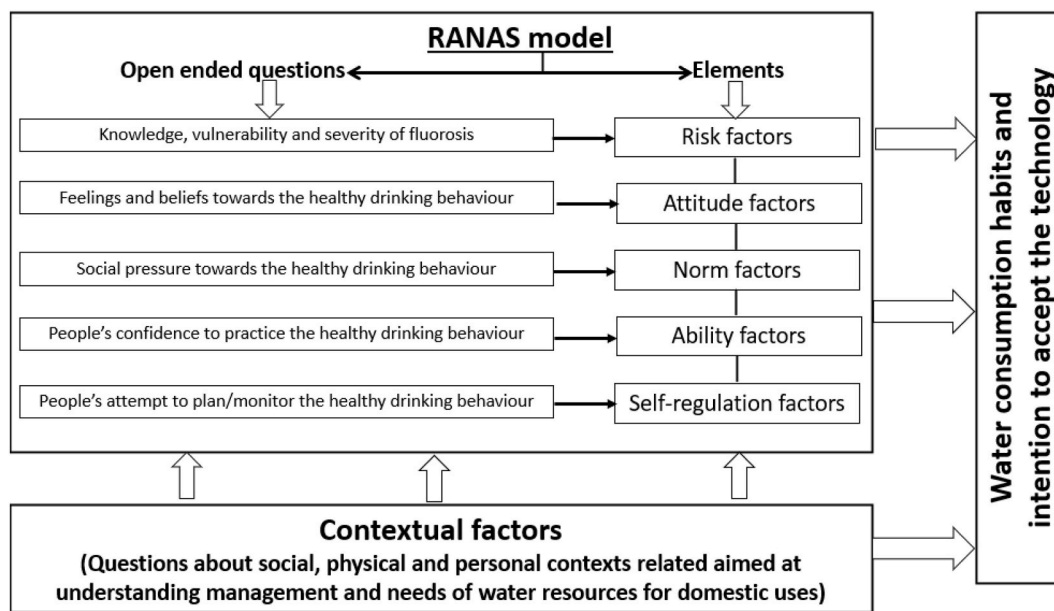 RANAS model
Open ended questions
Elements
Knowledge, vulnerability and severity of fluorosis
Risk factors
Feelings and beliefs towards the healthy drinking behaviour
Attitude factors
Social pressure towards the healthy drinking behaviour
Norm factors
People's confidence to practice the healthy drinking behaviour
Ability factors
People's attempt to plan/monitor the healthy drinking behaviour
Self-regulation factors
Contextual factors
(Questions about social, physical and personal contexts related aimed at
understanding management and needs of water resources for domestic uses)
Water consumption habits and
intention to accept the technology